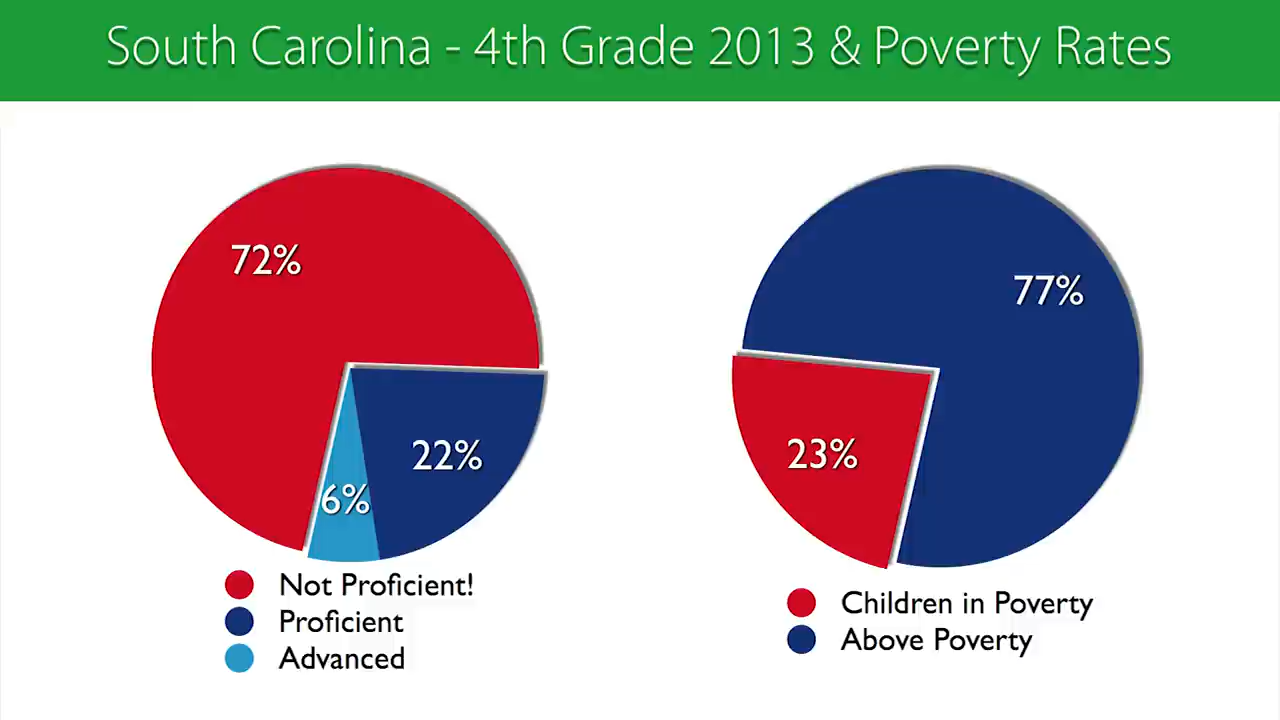 South Carolina - 4th Grade 2013 & Poverty Rates
72%
22%
6%
Not Proficient!
Proficient
Advanced
77%
23%
Children in Poverty
Above Poverty